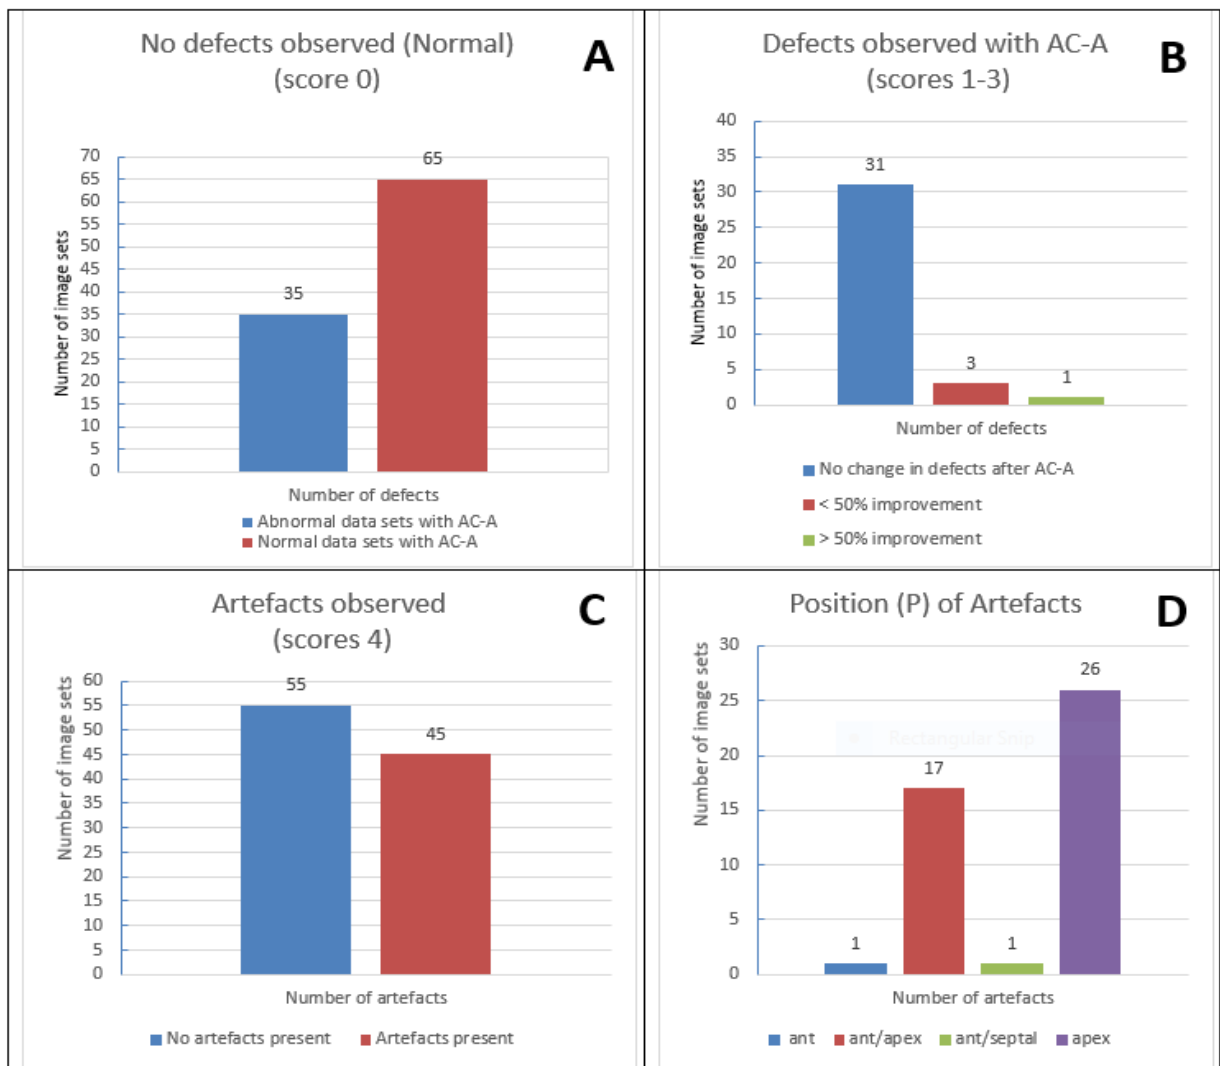 No defects observed (Normal)
(score 0)
A
70
65
60
55
50
45
40
35
30
25
20
15
10
5
0
Number of image sets
35
65
Number of defects
Abnormal data sets with AC-A
Normal data sets with AC-A
Defects observed with AC-A
(scores 1-3)
B
40
35
30
25
20
15
10
5
0
Number of image sets
31
3
1
Number of defects
No change in defects after AC-A
< 50% improvement
> 50% improvement
Artefacts observed
(scores 4)
C
60
55
50
45
40
35
30
25
20
15
10
5
0
Number of image sets
55
45
Number of artefacts
No artefacts present Artefacts present
Position (P) of Artefacts
D
30
25
20
15
10
5
0
Number of image sets
1
17
1
26
Rectangular Snip
Number of artefacts
ant ant/apex ant/septal apex